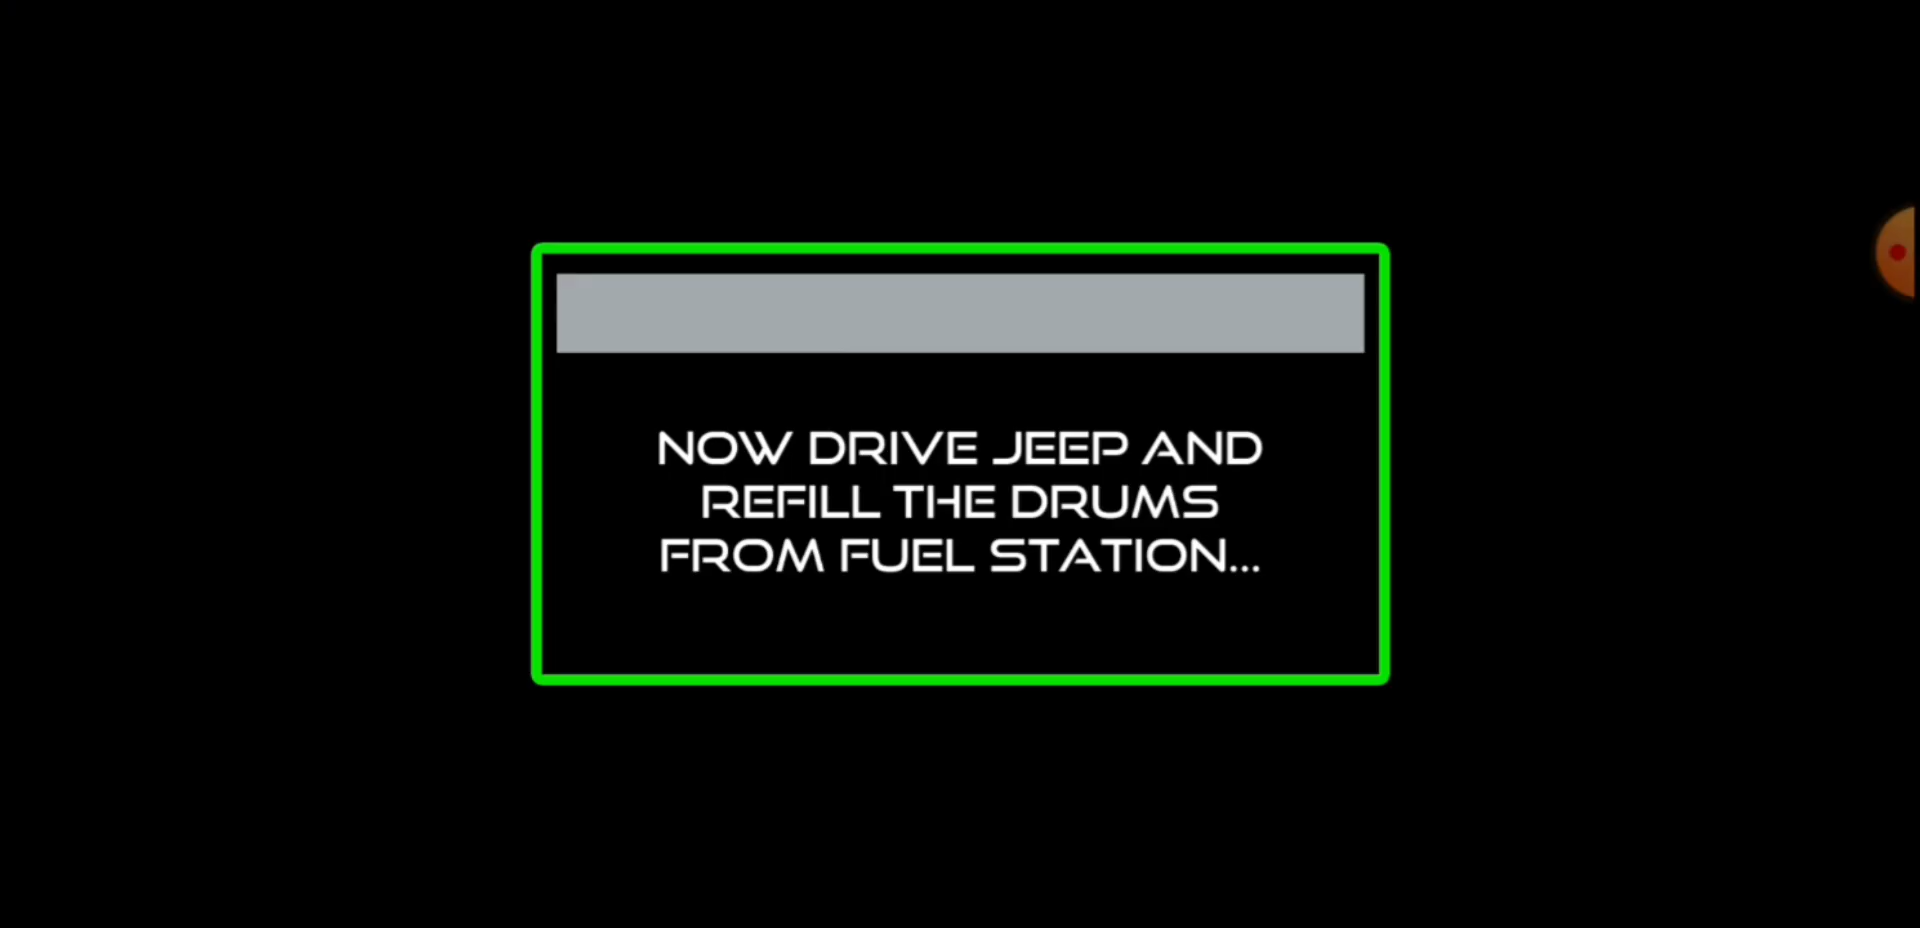 NOW DRIVE JEEP AND
REFILL THE DRUMS
FROM FUEL STATION...